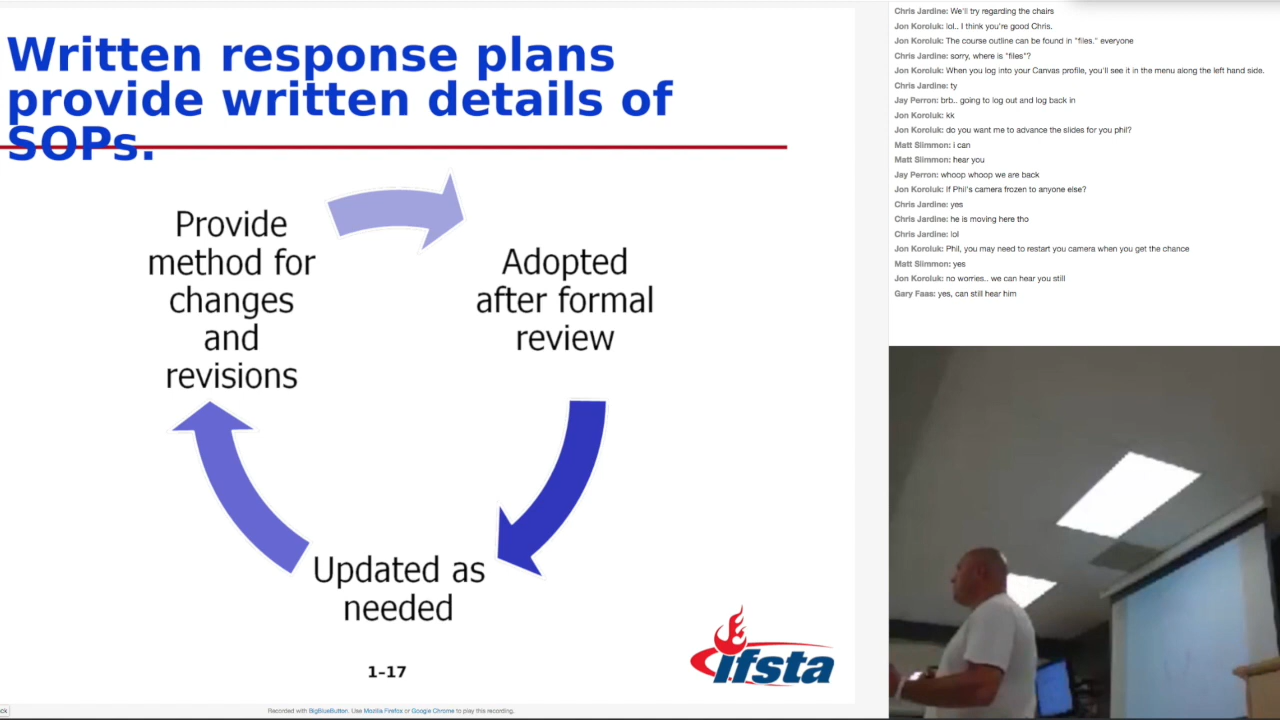 Written response plans
provide written details of
SOPs.
Provide
method for
changes
and
revisions
Adopted
after formal
review
Updated as
needed
ifsta
1-17
ck
Recorded with BigBlueButton. Use Mozilla Firefox or Google Chrome to play this recording.
Chris Jardine: We'll try regarding the chairs
Jon Koroluk: lol.. I think you're good Chris.
Jon Koroluk: The course outline can be found in "files." everyone
Chris Jardine: sorry, where is "files"?
Jon Koroluk: When you log into your Canvas profile, you'll see it in the menu along the left hand side.
Chris Jardine: ty
Jay Perron: brb.. going to log out and log back in
Jon Koroluk: kk
Jon Koroluk: do you want me to advance the slides for you phil?
Matt Slimmon: i can
Matt Slimmon: hear you
Jay Perron: whoop whoop we are back
Jon Koroluk: If Phil's camera frozen to anyone else?
Chris Jardine: yes
Chris Jardine: he is moving here tho
Chris Jardine: lol
Jon Koroluk: Phil, you may need to restart you camera when you get the chance
Matt Slimmon: yes
Jon Koroluk: no worries.. we can hear you still
Gary Faas: yes, can still hear him